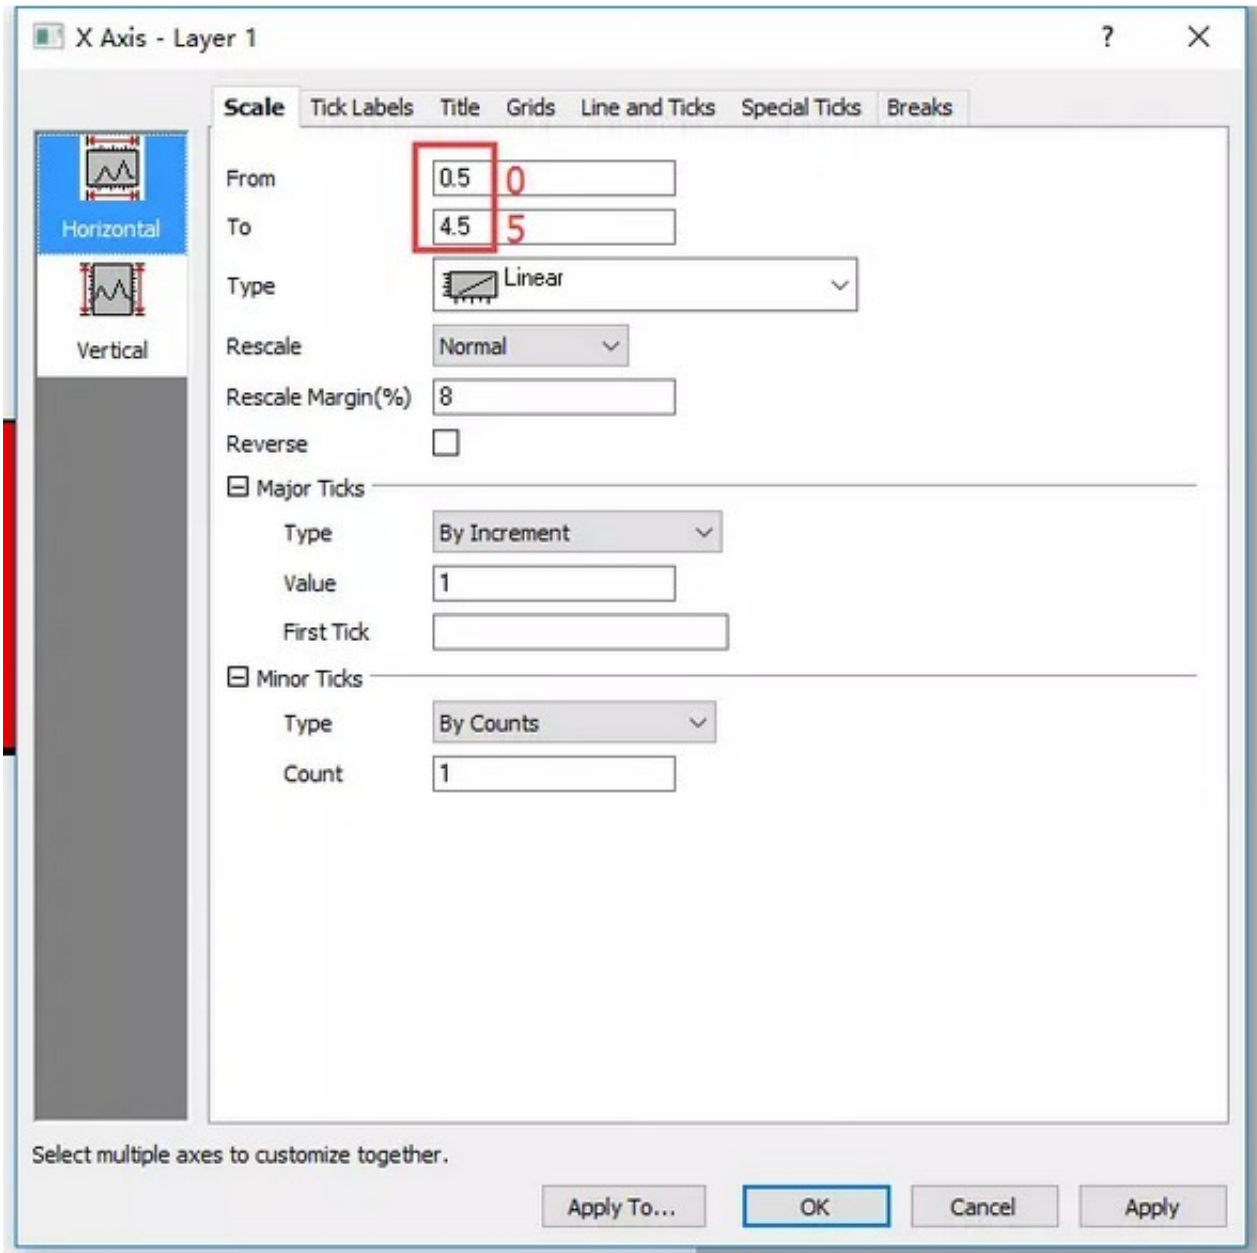 X Axis - Layer 1 ?
Scale Tick Labels Title Grids Line and Ticks Special Ticks Breaks
Horizontal
Vertical
From 0.5 0
To 4.5 5
Type Linear
Rescale Normal
Rescale Margin(%) 8
Reverse
Major Ticks
Type By Increment
Value 1
First Tick
Minor Ticks
Type By Counts
Count 1
Select multiple axes to customize together.
Apply To... OK Cancel Apply